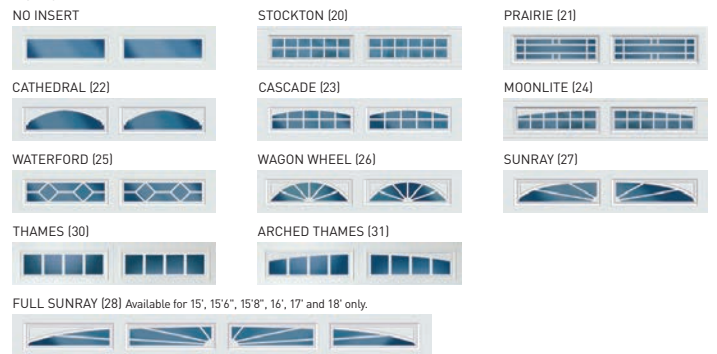 NO INSERT
STOCKTON (20)
PRAIRIE (21)
CATHEDRAL (22)
CASCADE (23)
MOONLITE (24)
WATERFORD (25)
WAGON WHEEL (26)
SUNRAY (27)
THAMES (30)
ARCHED THAMES (31)
FULL SUNRAY (28) Available for 15', 15'6", 15'8", 16', 17' and 18' only.